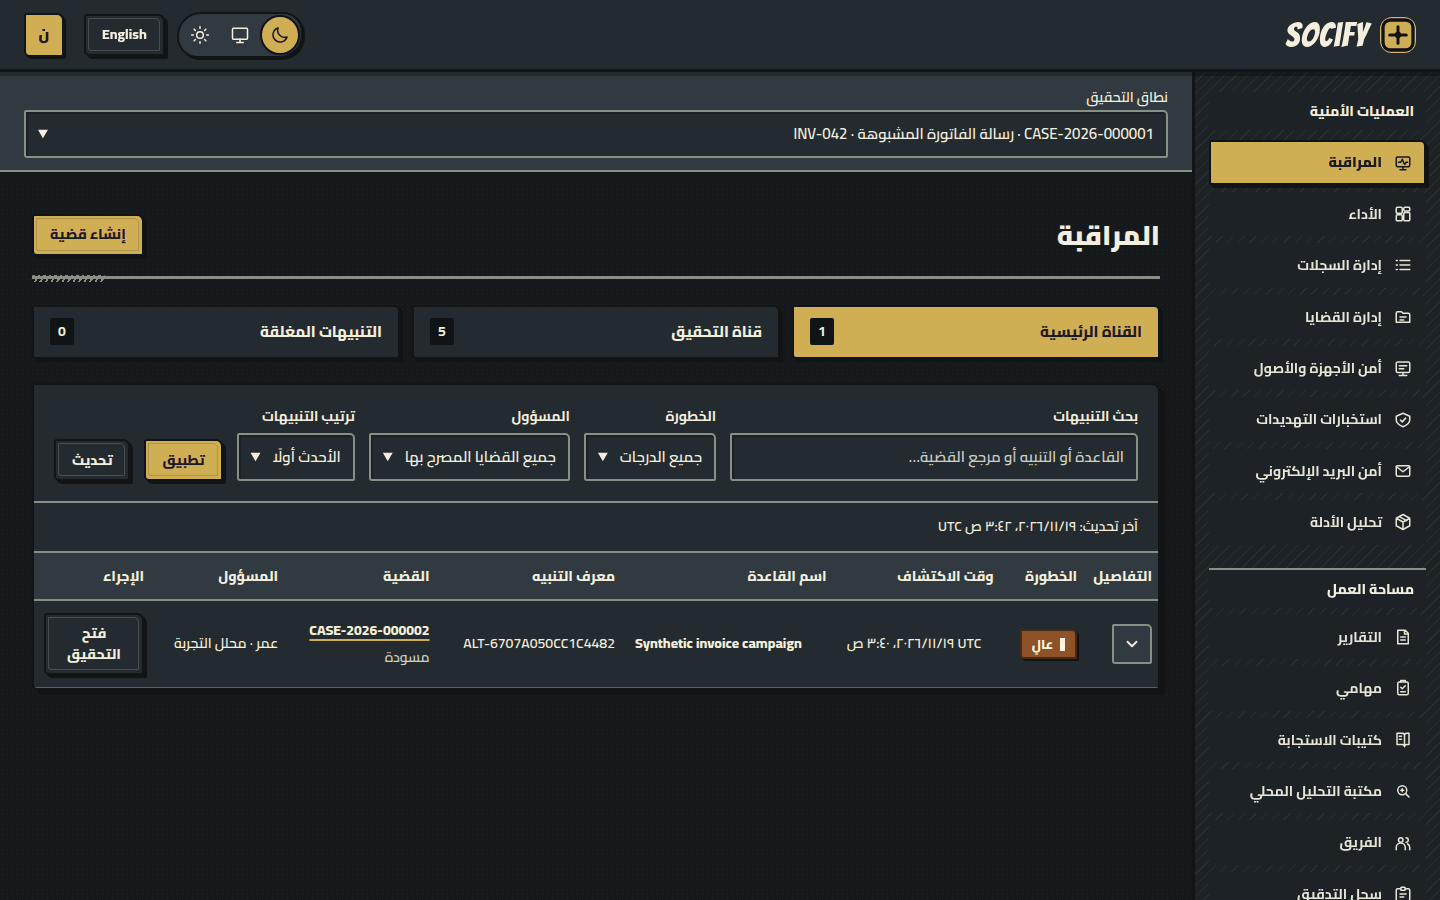 SOCIFY
English
ن
العمليات الأمنية
المراقبة
الأداء
إدارة السجلات
إدارة القضايا
أمن الأجهزة والأصول
استخبارات التهديدات
أمن البريد الإلكتروني
تحليل الأدلة
مساحة العمل
التقارير
مهامي
كتيبات الاستجابة
مكتبة التحليل المحلي
الفريق
سجل التدقيق
نطاق التحقيق
CASE-2026-000001 · رسالة الفاتورة المشبوهة · INV-042
المراقبة
إنشاء قضية
القناة الرئيسية 1
قناة التحقيق 5
التنبيهات المغلقة 0
بحث التنبيهات الخطورة المسؤول ترتيب التنبيهات
القاعدة أو التنبيه أو مرجع القضية... جميع الدرجات جميع القضايا المصرح بها الأحدث أولًا تطبيق تحديث
آخر تحديث: ٢٠٢٦/١١/١٩، ٣:٤٢ ص UTC
التفاصيل الخطورة وقت الاكتشاف اسم القاعدة معرف التنبيه القضية المسؤول الإجراء
عالٍ ٢٠٢٦/١١/١٩، ٣:٤٠ ص UTC Synthetic invoice campaign ALT-6707A050CC1C4482 CASE-2026-000002 عمر · محلل التجربة فتح التحقيق
مسودة